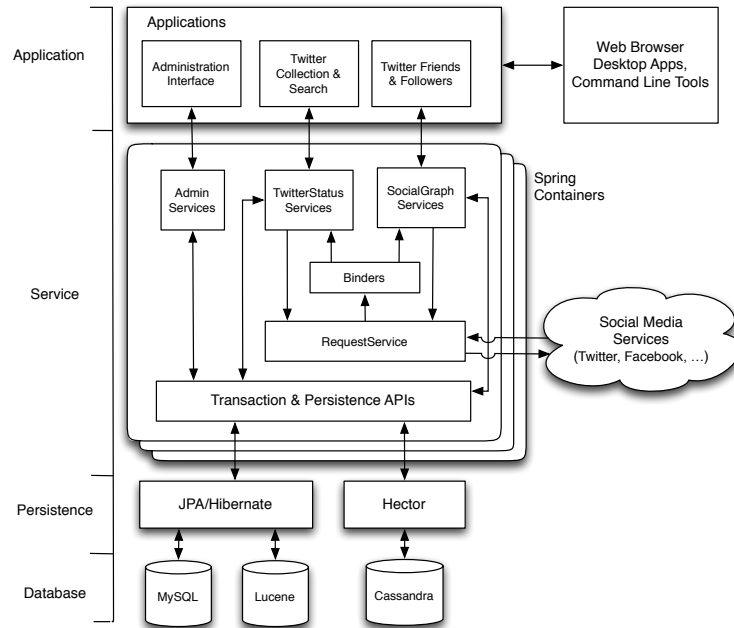 Application
Applications
Administration
Interface
Twitter
Collection &
Search
Twitter Friends
& Followers
Web Browser
Desktop Apps,
Command Line Tools
Service
Spring
Containers
Admin
Services
TwitterStatus
Services
SocialGraph
Services
Binders
RequestService
Social Media
Services
(Twitter, Facebook, …)
Transaction & Persistence APIs
Persistence
JPA/Hibernate
Hector
Database
MySQL
Lucene
Cassandra